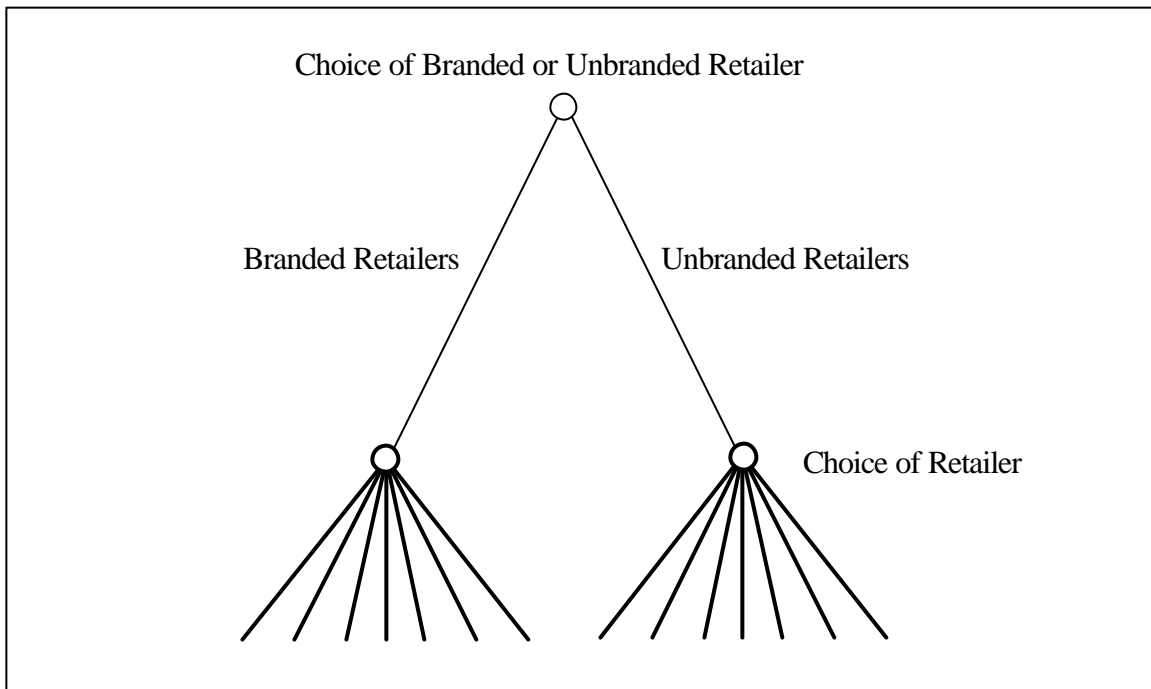 Choice of Branded or Unbranded Retailer
Branded Retailers
Unbranded Retailers
Choice of Retailer